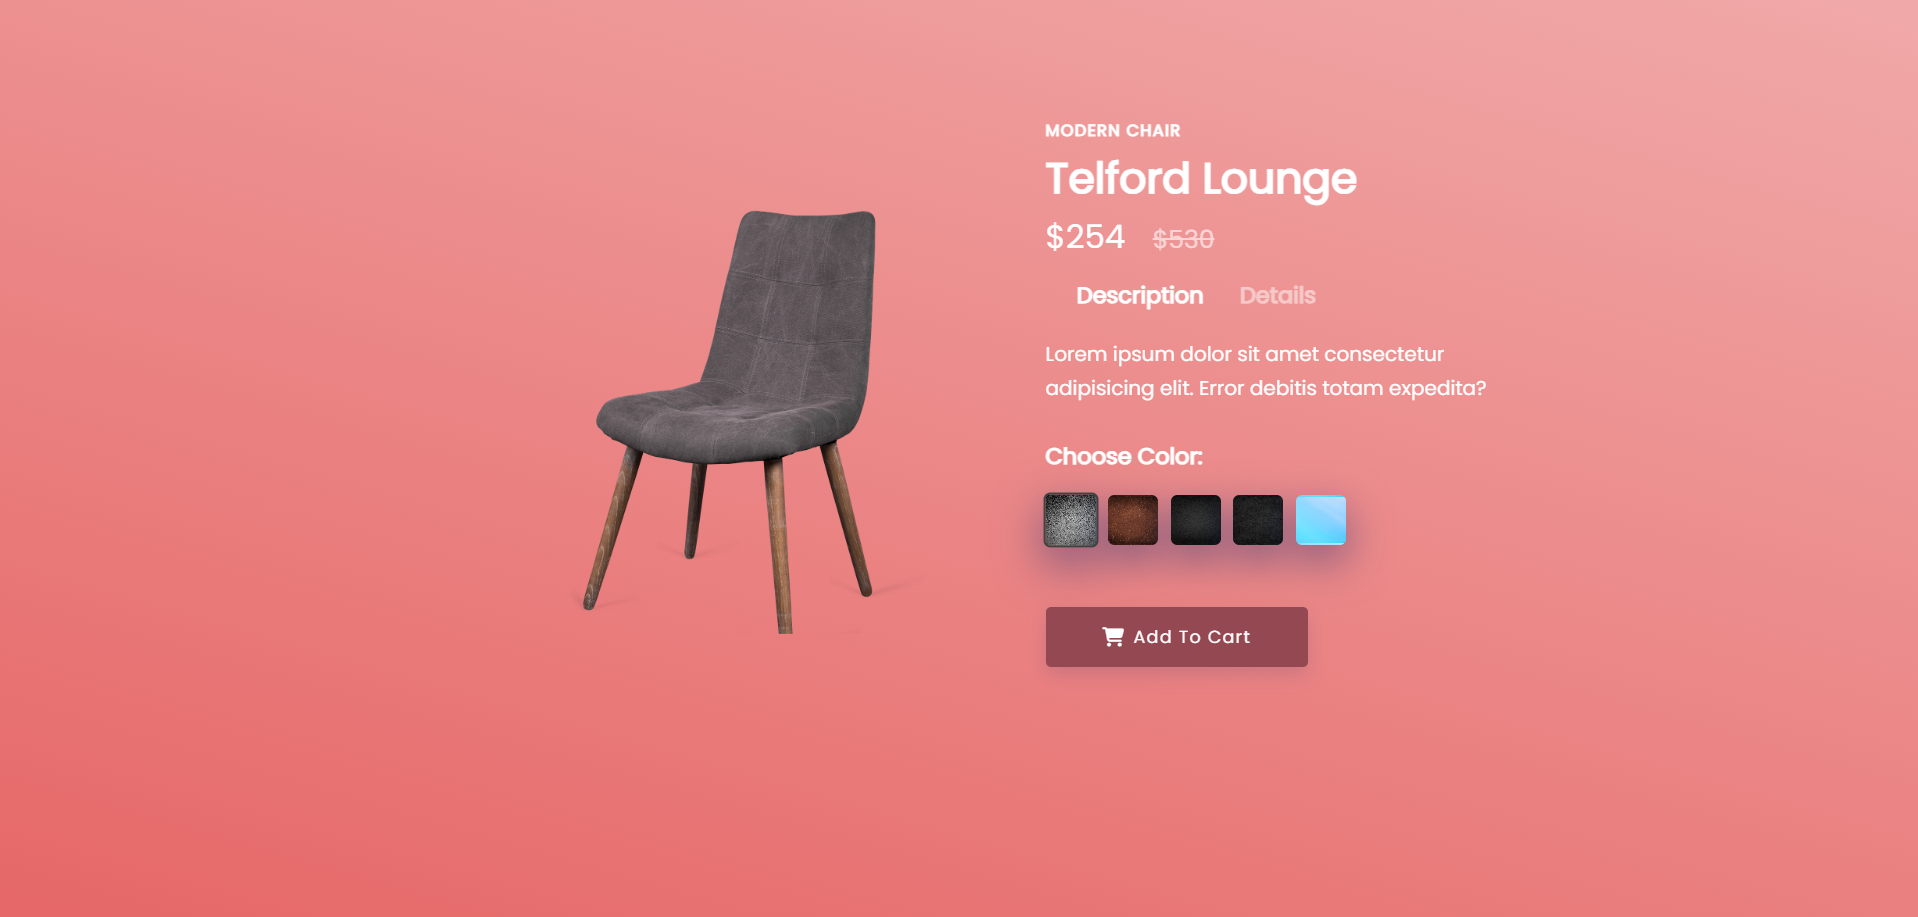 MODERN CHAIR
Telford Lounge
$254 $530
Description Details
Lorem ipsum dolor sit amet consectetur
adipisicing elit. Error debitis totam expedita?
Choose Color:
Add To Cart